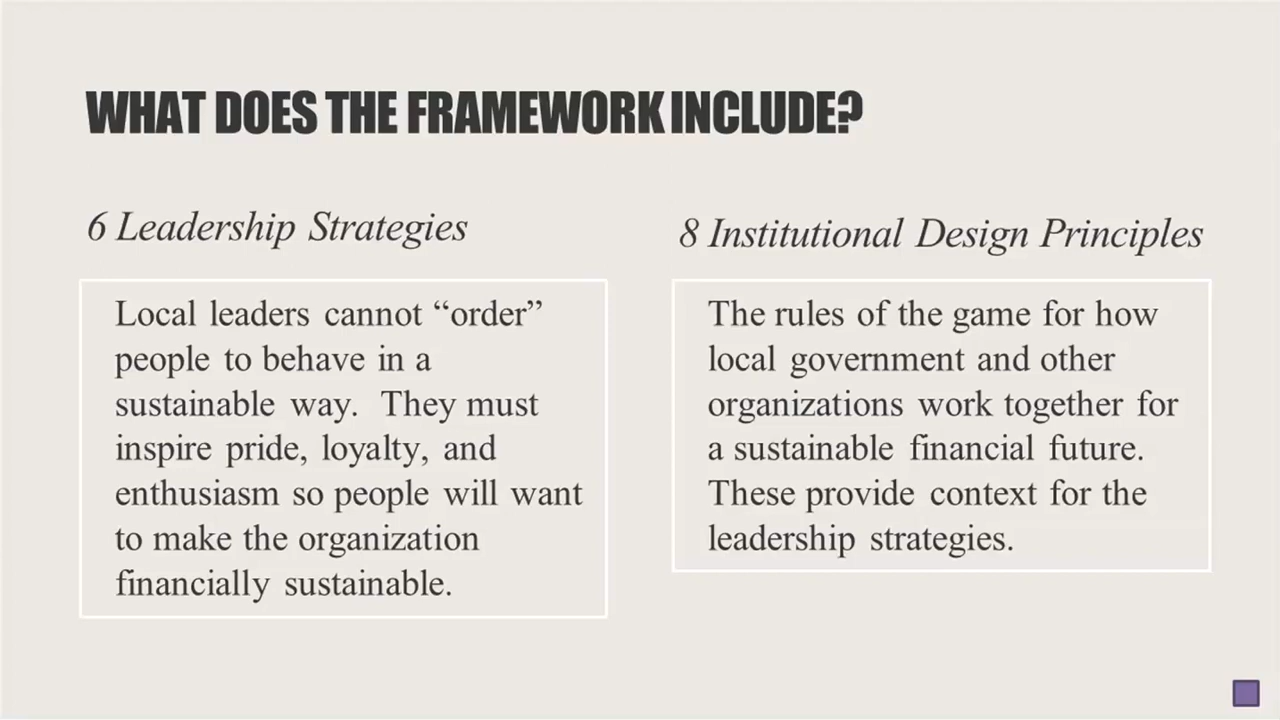 WHAT DOES THE FRAMEWORK INCLUDE?
6 Leadership Strategies
Local leaders cannot “order”
people to behave in a
sustainable way. They must
inspire pride, loyalty, and
enthusiasm so people will want
to make the organization
financially sustainable.
8 Institutional Design Principles
The rules of the game for how
local government and other
organizations work together for
a sustainable financial future.
These provide context for the
leadership strategies.